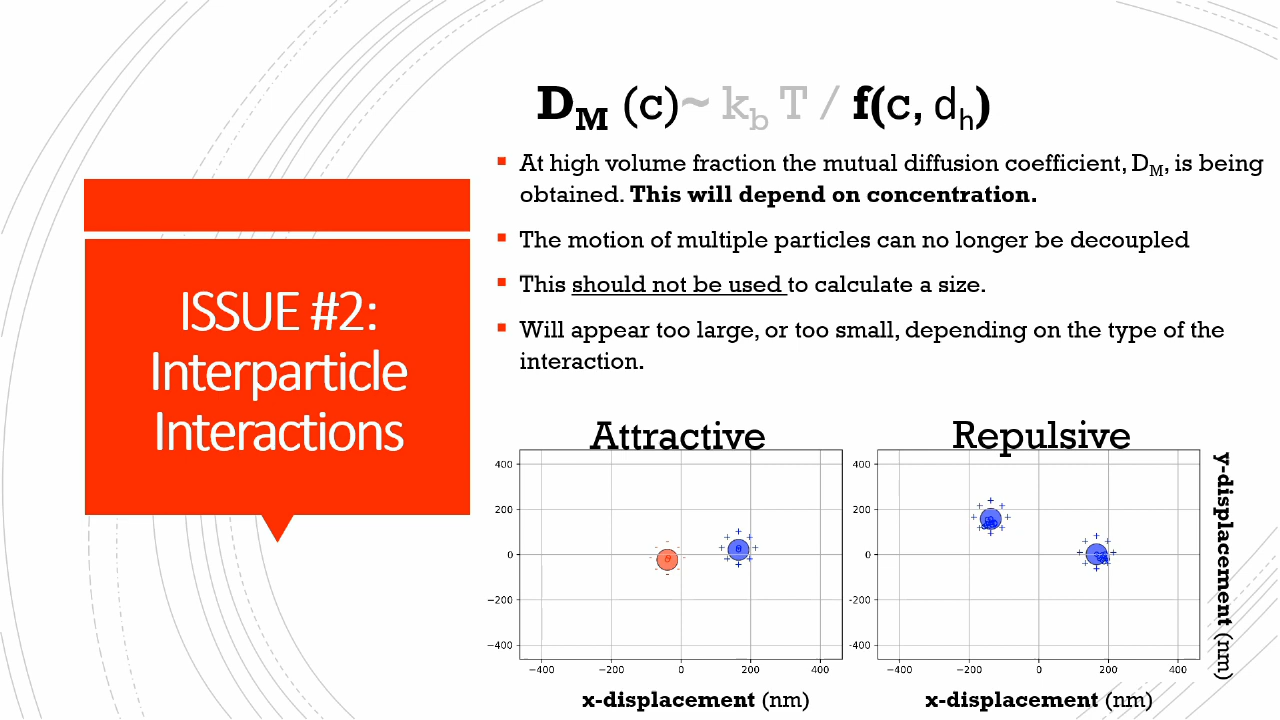 D_M (c)~ k_b T / f(c, d_h)
At high volume fraction the mutual diffusion coefficient, D_M, is being
obtained. This will depend on concentration.
The motion of multiple particles can no longer be decoupled
This should not be used to calculate a size.
Will appear too large, or too small, depending on the type of the
interaction.
ISSUE #2:
Interparticle
Interactions
Attractive
400
200
0
−200
−400
−400 −200 0 200 400
x-displacement (nm)
Repulsive
400
200
0
-200
−400
−400 −200 0 200 400
x-displacement (nm)
y-displacement (nm)